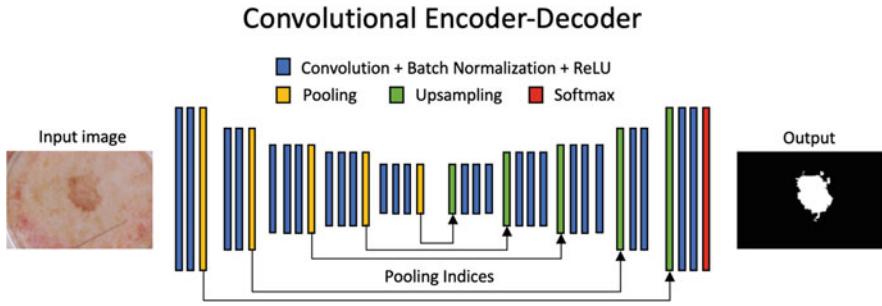 Convolutional Encoder-Decoder
Convolution + Batch Normalization + ReLU
Pooling
Upsampling
Softmax
Input image
Output
Pooling Indices